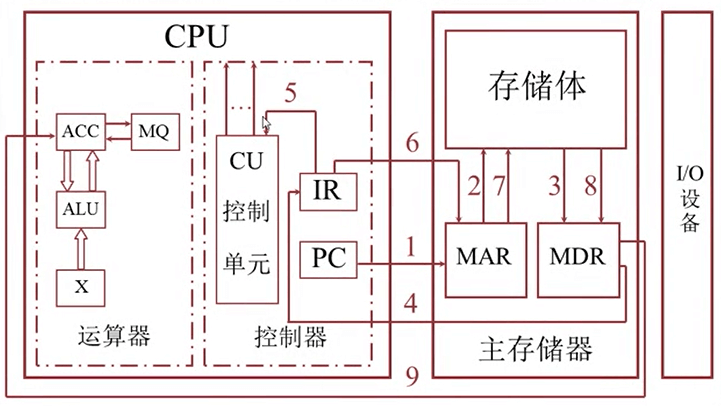 CPU
存储体
ACC
MQ
…
5
CU
控制
单元
6
IR
2
7
3
8
I/O
设备
ALU
PC
1
MAR
MDR
X
4
运算器
控制器
主存储器
9